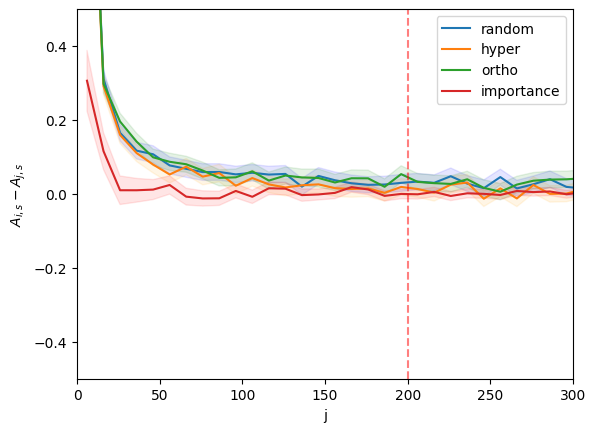 0.4
0.2
0.0
−0.2
−0.4
A_{i,s} − A_{j,s}
random
hyper
ortho
importance
0 50 100 150 200 250 300
j